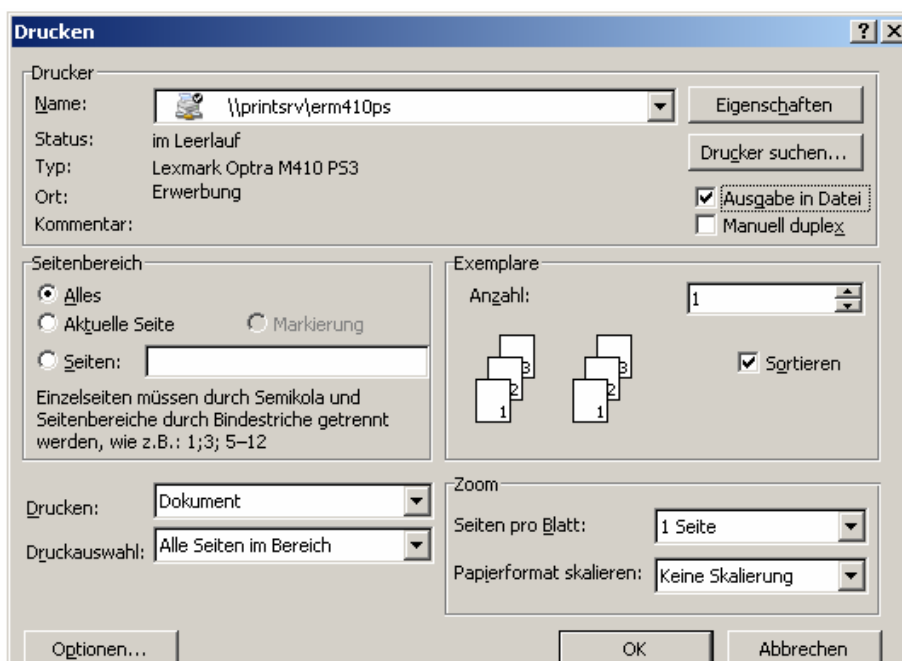 Drucken
Drucker
Name: \\printsrv\erm410ps Eigenschaften
Status: im Leerlauf
Typ: Lexmark Optra M410 PS3
Drucker suchen...
Ort: Erwerbung
Ausgabe in Datei
Kommentar:
Manuell duplex
Seitenbereich
Alles
Aktuelle Seite Markierung
Seiten:
Einzelseiten müssen durch Semikola und
Seitenbereiche durch Bindestriche getrennt
werden, wie z.B.: 1;3; 5–12
Exemplare
Anzahl: 1
3 3
2 2
1 1
Sortieren
Drucken: Dokument
Druckauswahl: Alle Seiten im Bereich
Zoom
Seiten pro Blatt: 1 Seite
Papierformat skalieren: Keine Skalierung
Optionen... OK Abbrechen